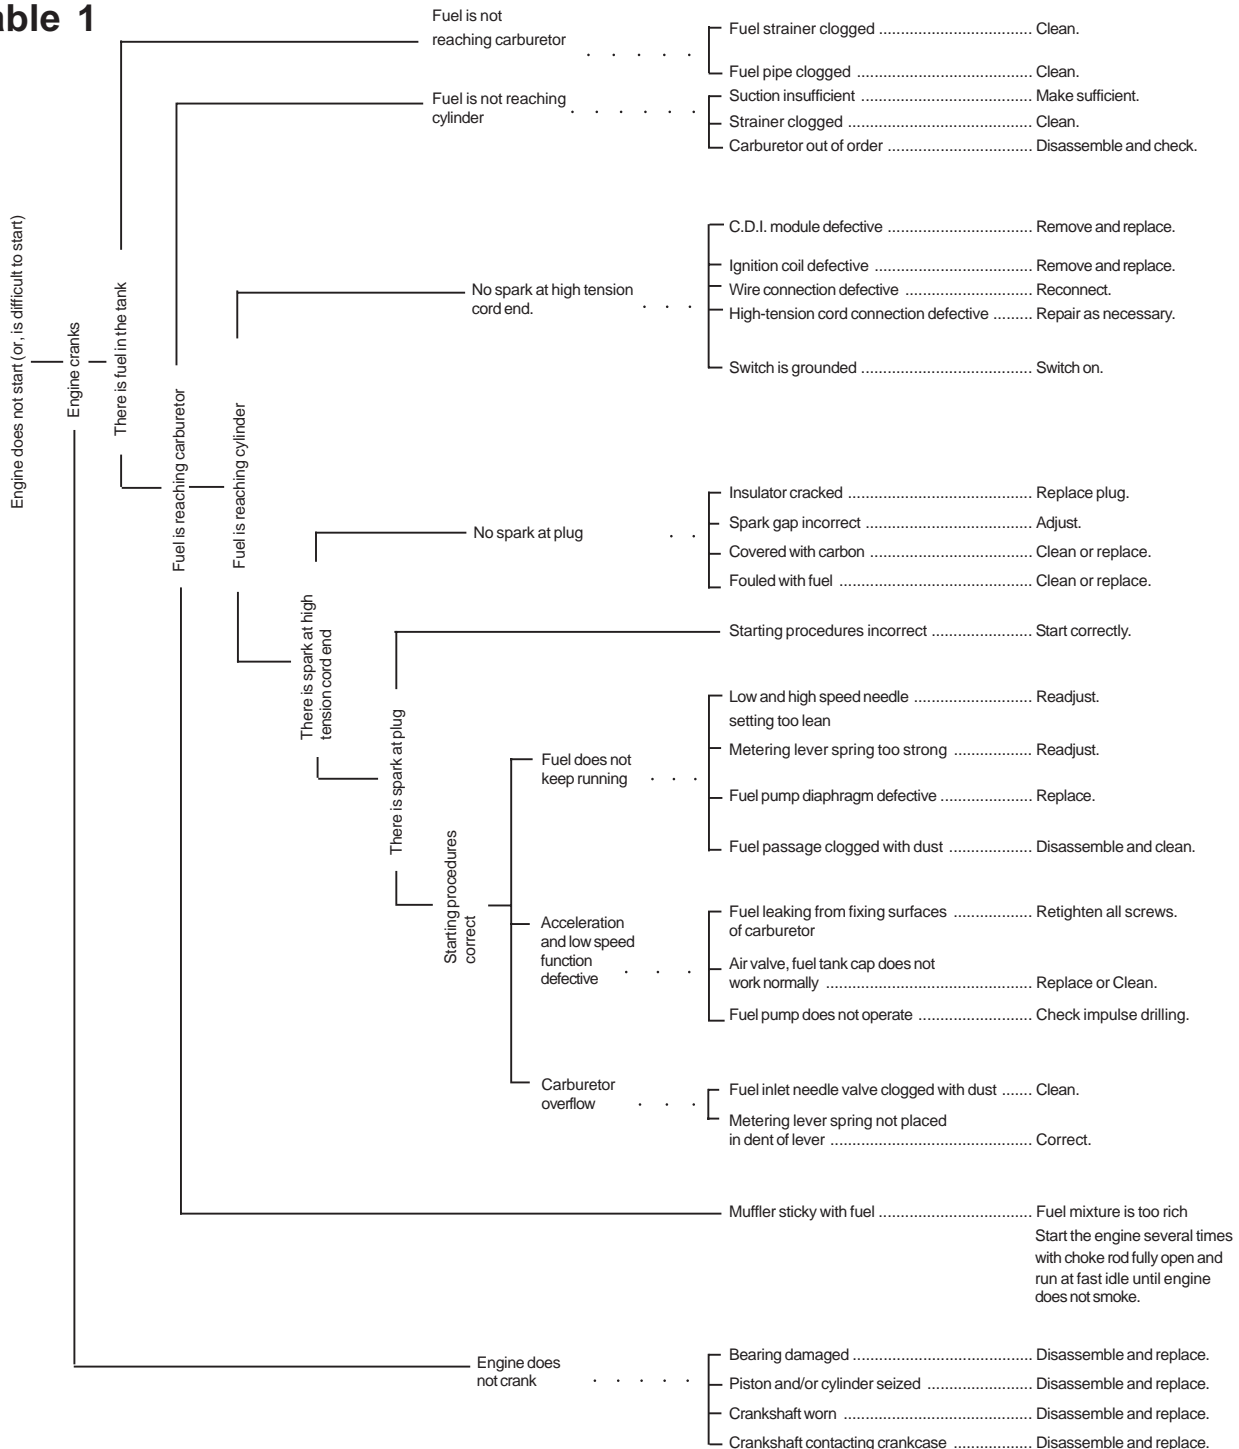 able 1
Fuel is not
reaching carburetor
Fuel strainer clogged .................................. Clean.
Fuel pipe clogged ....................................... Clean.
Fuel is not reaching
cylinder
Suction insufficient ...................................... Make sufficient.
Strainer clogged ......................................... Clean.
Carburetor out of order ................................ Disassemble and check.
Engine does not start (or, is difficult to start)
Engine cranks
There is fuel in the tank
Fuel is reaching carburetor
Fuel is reaching cylinder
No spark at high tension
cord end.
C.D.I. module defective ................................ Remove and replace.
Ignition coil defective ................................... Remove and replace.
Wire connection defective ............................ Reconnect.
High-tension cord connection defective ......... Repair as necessary.
Switch is grounded ...................................... Switch on.
There is spark at high
tension cord end
No spark at plug
Insulator cracked ......................................... Replace plug.
Spark gap incorrect ..................................... Adjust.
Covered with carbon .................................... Clean or replace.
Fouled with fuel ........................................... Clean or replace.
There is spark at plug
Starting procedures incorrect ...................... Start correctly.
Starting procedures
correct
Fuel does not
keep running
Low and high speed needle .......................... Readjust.
setting too lean
Metering lever spring too strong .................. Readjust.
Fuel pump diaphragm defective .................... Replace.
Fuel passage clogged with dust ................... Disassemble and clean.
Acceleration
and low speed
function
defective
Fuel leaking from fixing surfaces .................. Retighten all screws.
of carburetor
Air valve, fuel tank cap does not
work normally .............................................. Replace or Clean.
Fuel pump does not operate ......................... Check impulse drilling.
Carburetor
overflow
Fuel inlet needle valve clogged with dust ....... Clean.
Metering lever spring not placed
in dent of lever ............................................. Correct.
Muffler sticky with fuel .................................. Fuel mixture is too rich
Start the engine several times
with choke rod fully open and
run at fast idle until engine
does not smoke.
Engine does
not crank
Bearing damaged ........................................ Disassemble and replace.
Piston and/or cylinder seized ........................ Disassemble and replace.
Crankshaft worn .......................................... Disassemble and replace.
Crankshaft contacting crankcase .................. Disassemble and replace.